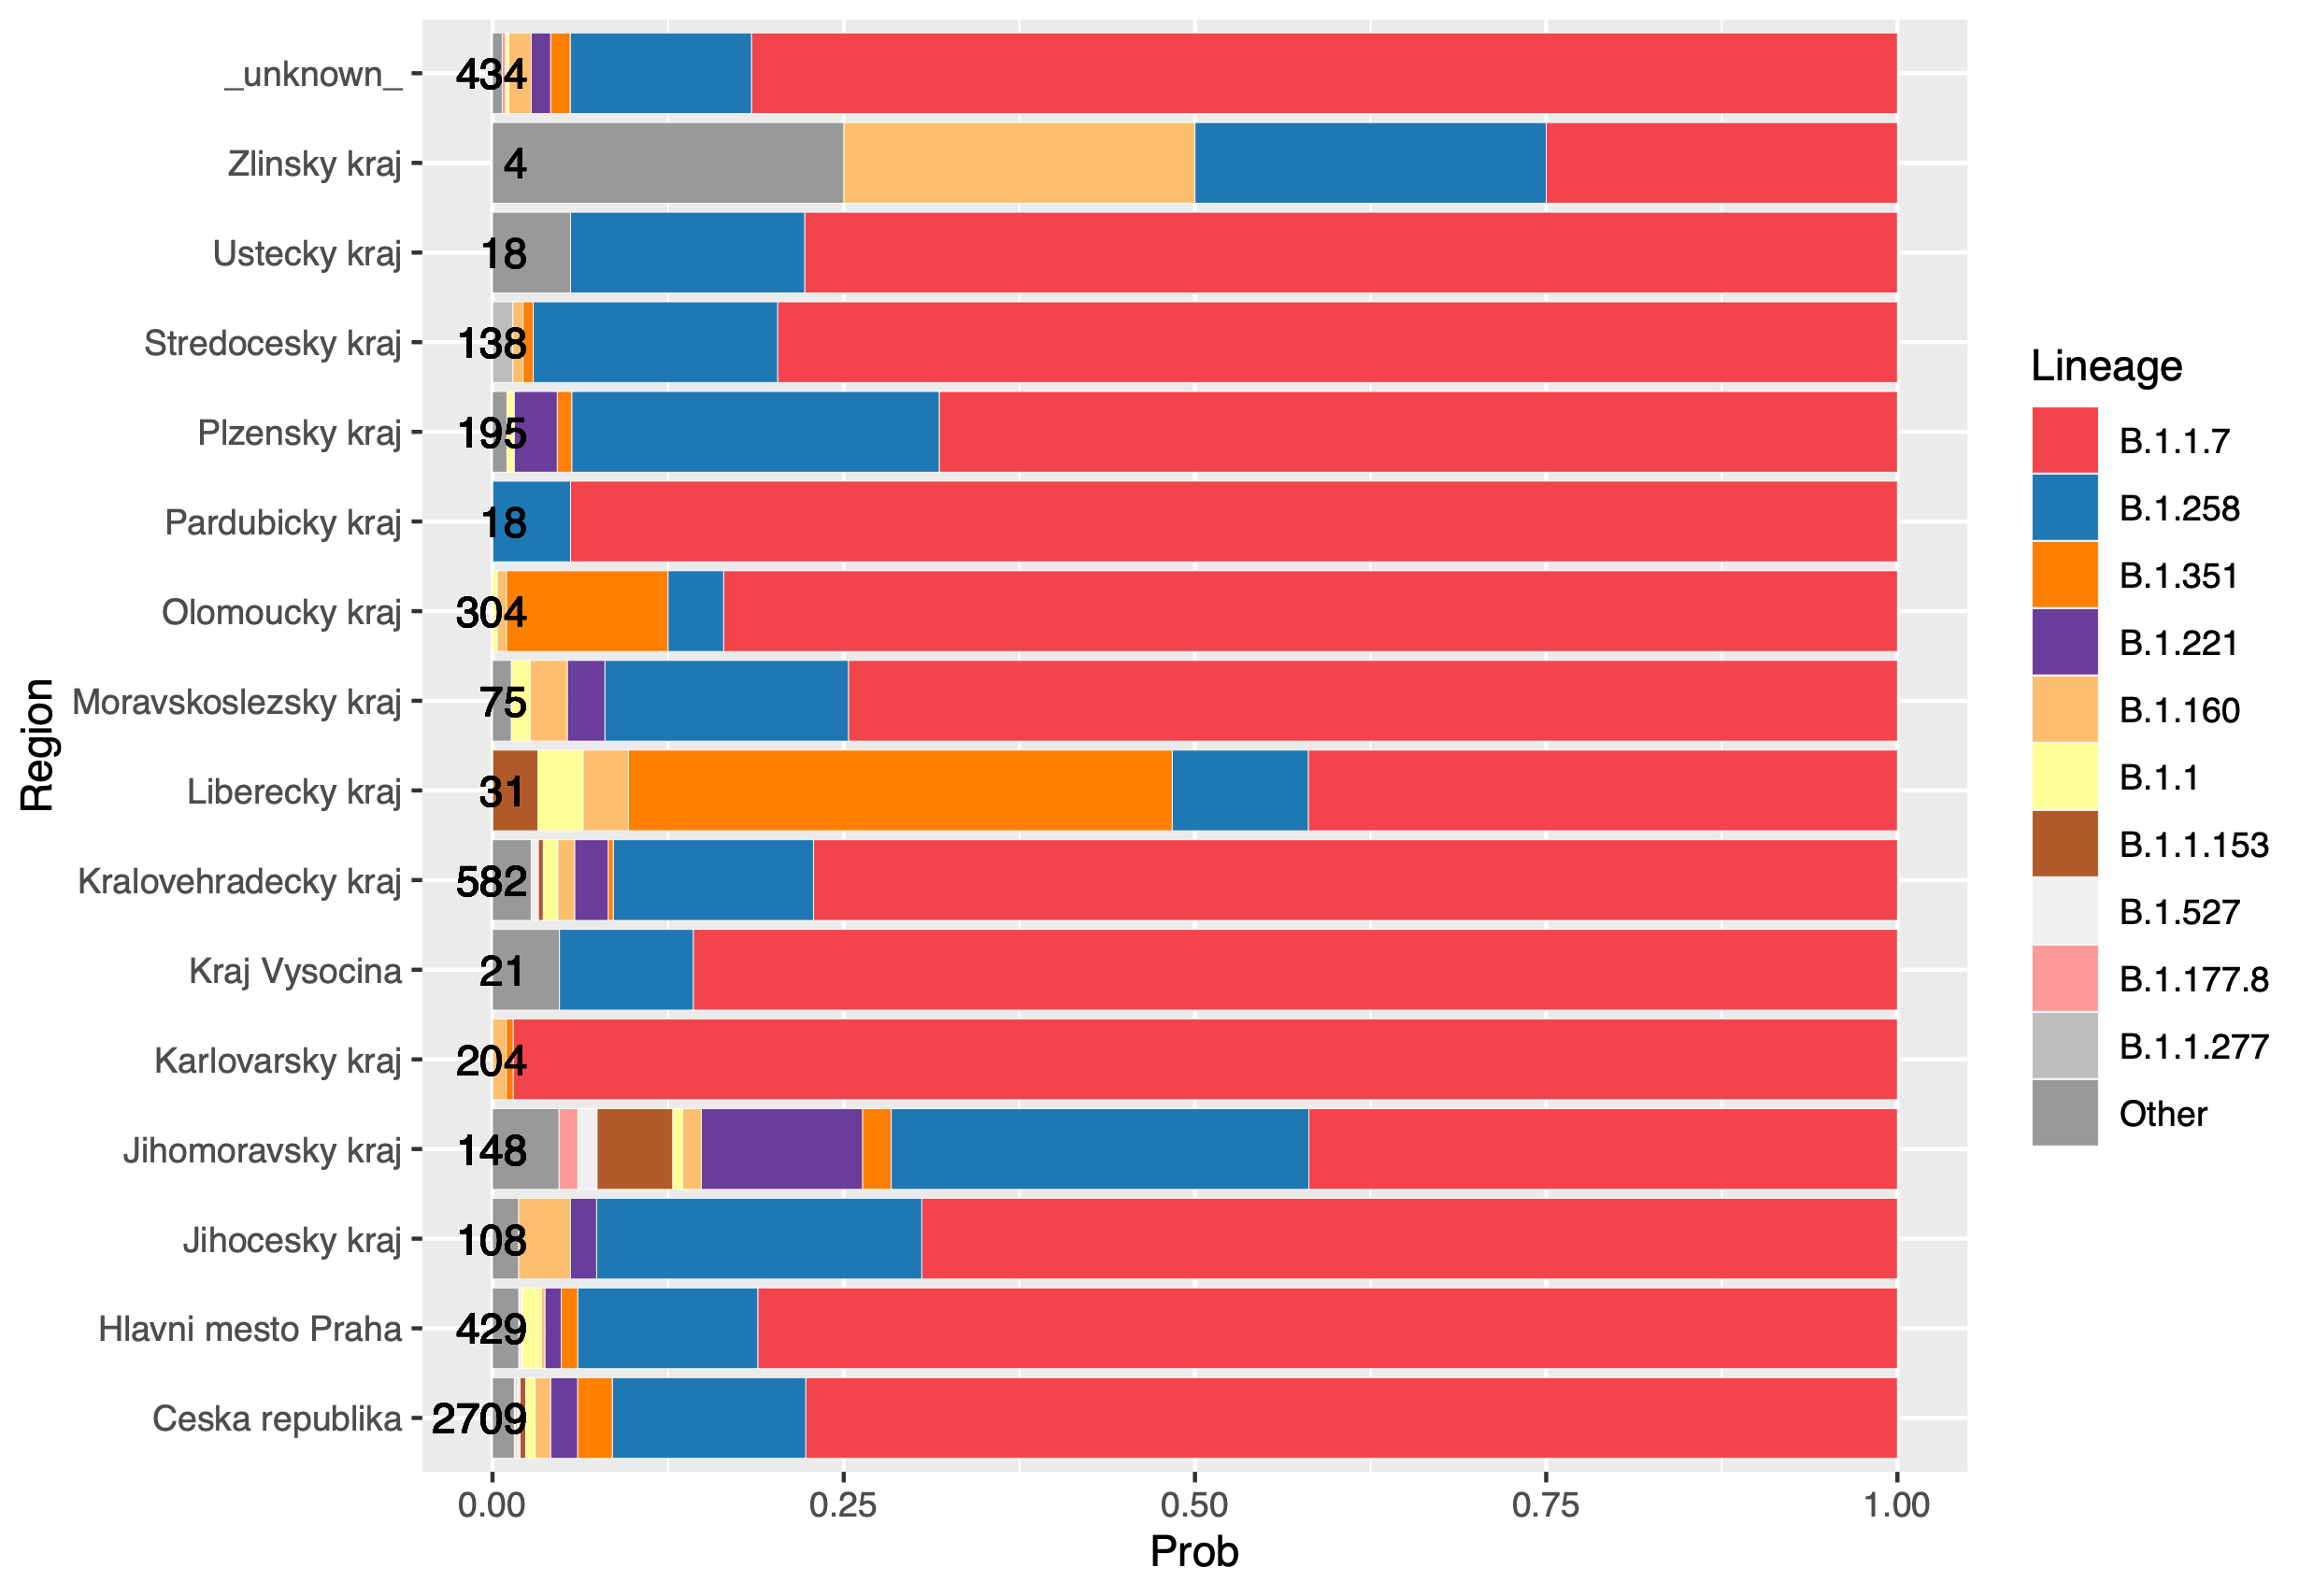 _unknown_ 434
Zlinsky kraj 4
Ustecky kraj 18
Stredocesky kraj 138
Plzensky kraj 195
Pardubicky kraj 18
Olomoucky kraj 304
Moravskoslezsky kraj 75
Liberecky kraj 31
Kralovehradecky kraj 582
Kraj Vysocina 21
Karlovarsky kraj 204
Jihomoravsky kraj 148
Jihocesky kraj 108
Hlavni mesto Praha 429
Ceska republika 2709
Region
0.00 0.25 0.50 0.75 1.00
Prob
Lineage
B.1.1.7
B.1.258
B.1.351
B.1.221
B.1.160
B.1.1
B.1.1.153
B.1.527
B.1.177.8
B.1.1.277
Other